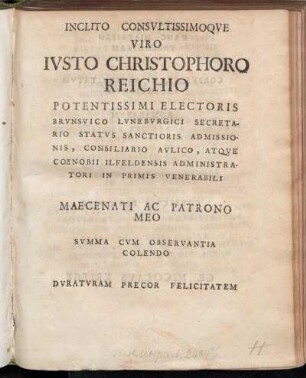 INCLITO CONSVLTISSIMOQVE
VIRO
IVSTO CHRISTOPHORO
REICHIO
POTENTISSIMI ELECTORIS
BRVNSVICO LVNEBVRGICI SECRETA-
RIO STATVS SANCTIORIS ADMISSIO-
NIS, CONSILIARIO AVLICO, ATQVE
COENOBII ILFELDENSIS ADMINISTRA-
TORI IN PRIMIS VENERABILI
MAECENATI AC PATRONO
MEO
SVMMA CVM OBSERVANTIA
COLENDO
DVRATVRAM PRECOR FELICITATEM